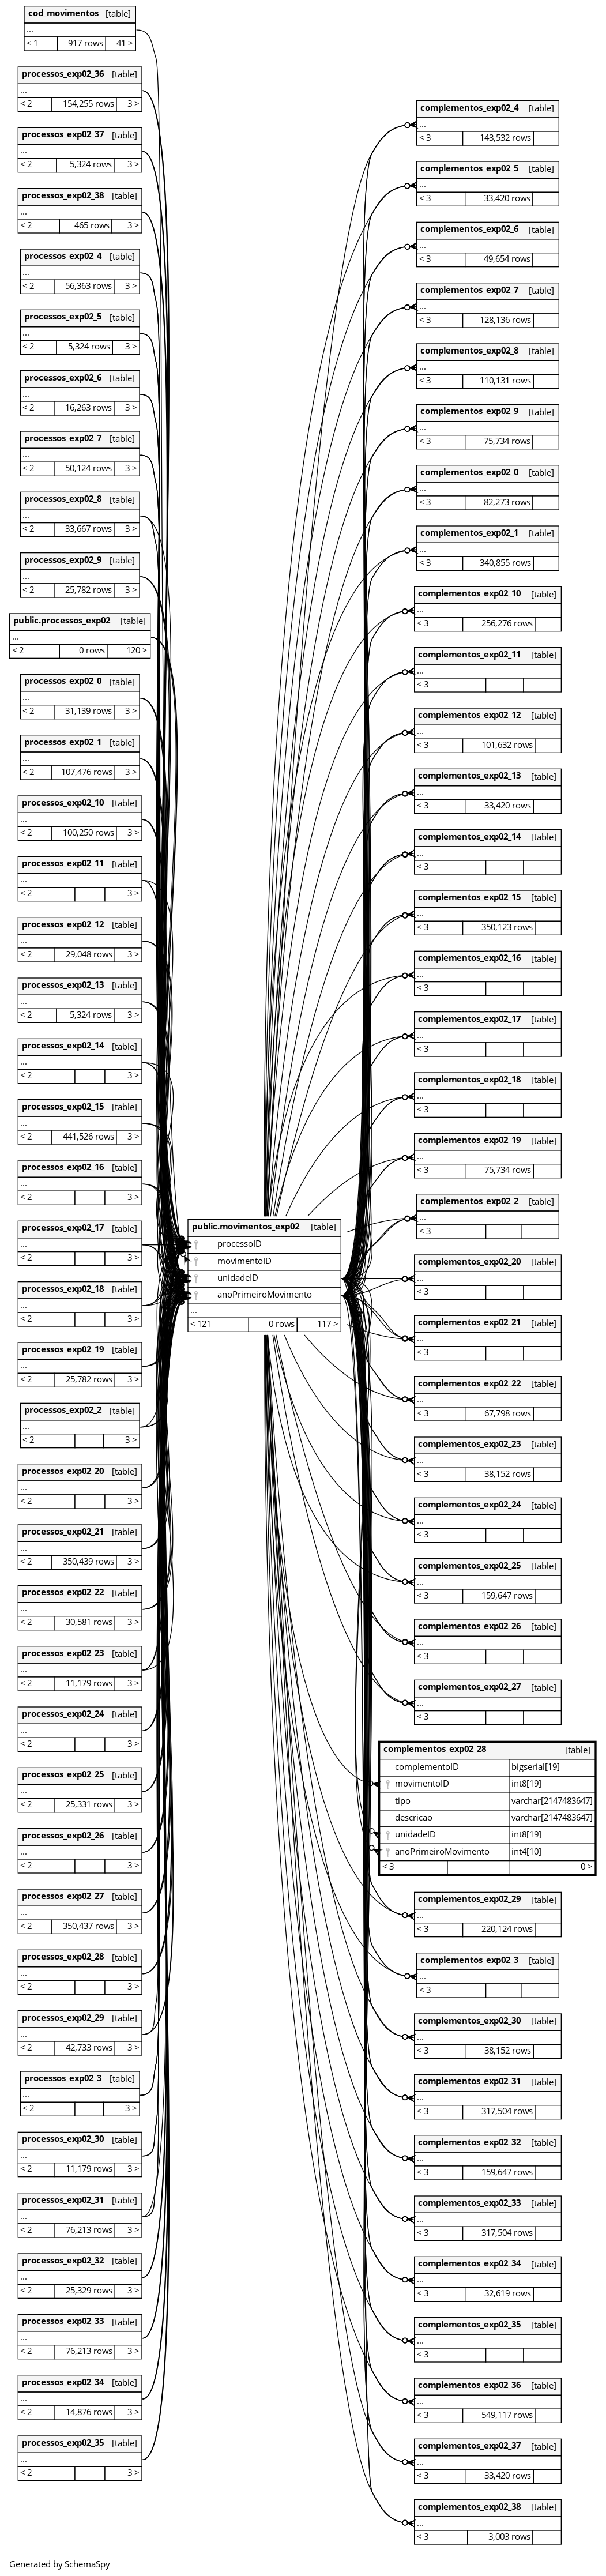 cod_movimentos [table]
...
< 1 917 rows 41 >
processos_exp02_36 [table]
...
< 2 154,255 rows 3 >
processos_exp02_37 [table]
...
< 2 5,324 rows 3 >
processos_exp02_38 [table]
...
< 2 465 rows 3 >
processos_exp02_4 [table]
...
< 2 56,363 rows 3 >
processos_exp02_5 [table]
...
< 2 5,324 rows 3 >
processos_exp02_6 [table]
...
< 2 16,263 rows 3 >
processos_exp02_7 [table]
...
< 2 50,124 rows 3 >
processos_exp02_8 [table]
...
< 2 33,667 rows 3 >
processos_exp02_9 [table]
...
< 2 25,782 rows 3 >
public.processos_exp02 [table]
...
< 2 0 rows 120 >
processos_exp02_0 [table]
...
< 2 31,139 rows 3 >
processos_exp02_1 [table]
...
< 2 107,476 rows 3 >
processos_exp02_10 [table]
...
< 2 100,250 rows 3 >
processos_exp02_11 [table]
...
< 2 3 >
processos_exp02_12 [table]
...
< 2 29,048 rows 3 >
processos_exp02_13 [table]
...
< 2 5,324 rows 3 >
processos_exp02_14 [table]
...
< 2 3 >
processos_exp02_15 [table]
...
< 2 441,526 rows 3 >
processos_exp02_16 [table]
...
< 2 3 >
processos_exp02_17 [table]
...
< 2 3 >
processos_exp02_18 [table]
...
< 2 3 >
processos_exp02_19 [table]
...
< 2 25,782 rows 3 >
processos_exp02_2 [table]
...
< 2 3 >
processos_exp02_20 [table]
...
< 2 3 >
processos_exp02_21 [table]
...
< 2 350,439 rows 3 >
processos_exp02_22 [table]
...
< 2 30,581 rows 3 >
processos_exp02_23 [table]
...
< 2 11,179 rows 3 >
processos_exp02_24 [table]
...
< 2 3 >
processos_exp02_25 [table]
...
< 2 25,331 rows 3 >
processos_exp02_26 [table]
...
< 2 3 >
processos_exp02_27 [table]
...
< 2 350,437 rows 3 >
processos_exp02_28 [table]
...
< 2 3 >
processos_exp02_29 [table]
...
< 2 42,733 rows 3 >
processos_exp02_3 [table]
...
< 2 3 >
processos_exp02_30 [table]
...
< 2 11,179 rows 3 >
processos_exp02_31 [table]
...
< 2 76,213 rows 3 >
processos_exp02_32 [table]
...
< 2 25,329 rows 3 >
processos_exp02_33 [table]
...
< 2 76,213 rows 3 >
processos_exp02_34 [table]
...
< 2 14,876 rows 3 >
processos_exp02_35 [table]
...
< 2 3 >
public.movimentos_exp02 [table]
processoID
movimentoID
unidadeID
anoPrimeiroMovimento
...
< 121 0 rows 117 >
complementos_exp02_4 [table]
...
< 3 143,532 rows
complementos_exp02_5 [table]
...
< 3 33,420 rows
complementos_exp02_6 [table]
...
< 3 49,654 rows
complementos_exp02_7 [table]
...
< 3 128,136 rows
complementos_exp02_8 [table]
...
< 3 110,131 rows
complementos_exp02_9 [table]
...
< 3 75,734 rows
complementos_exp02_0 [table]
...
< 3 82,273 rows
complementos_exp02_1 [table]
...
< 3 340,855 rows
complementos_exp02_10 [table]
...
< 3 256,276 rows
complementos_exp02_11 [table]
...
< 3
complementos_exp02_12 [table]
...
< 3 101,632 rows
complementos_exp02_13 [table]
...
< 3 33,420 rows
complementos_exp02_14 [table]
...
< 3
complementos_exp02_15 [table]
...
< 3 350,123 rows
complementos_exp02_16 [table]
...
< 3
complementos_exp02_17 [table]
...
< 3
complementos_exp02_18 [table]
...
< 3
complementos_exp02_19 [table]
...
< 3 75,734 rows
complementos_exp02_2 [table]
...
< 3
complementos_exp02_20 [table]
...
< 3
complementos_exp02_21 [table]
...
< 3
complementos_exp02_22 [table]
...
< 3 67,798 rows
complementos_exp02_23 [table]
...
< 3 38,152 rows
complementos_exp02_24 [table]
...
< 3
complementos_exp02_25 [table]
...
< 3 159,647 rows
complementos_exp02_26 [table]
...
< 3
complementos_exp02_27 [table]
...
< 3
complementos_exp02_28 [table]
complementoID bigserial[19]
movimentoID int8[19]
tipo varchar[2147483647]
descricao varchar[2147483647]
unidadeID int8[19]
anoPrimeiroMovimento int4[10]
< 3 0 >
complementos_exp02_29 [table]
...
< 3 220,124 rows
complementos_exp02_3 [table]
...
< 3
complementos_exp02_30 [table]
...
< 3 38,152 rows
complementos_exp02_31 [table]
...
< 3 317,504 rows
complementos_exp02_32 [table]
...
< 3 159,647 rows
complementos_exp02_33 [table]
...
< 3 317,504 rows
complementos_exp02_34 [table]
...
< 3 32,619 rows
complementos_exp02_35 [table]
...
< 3
complementos_exp02_36 [table]
...
< 3 549,117 rows
complementos_exp02_37 [table]
...
< 3 33,420 rows
complementos_exp02_38 [table]
...
< 3 3,003 rows
Generated by SchemaSpy